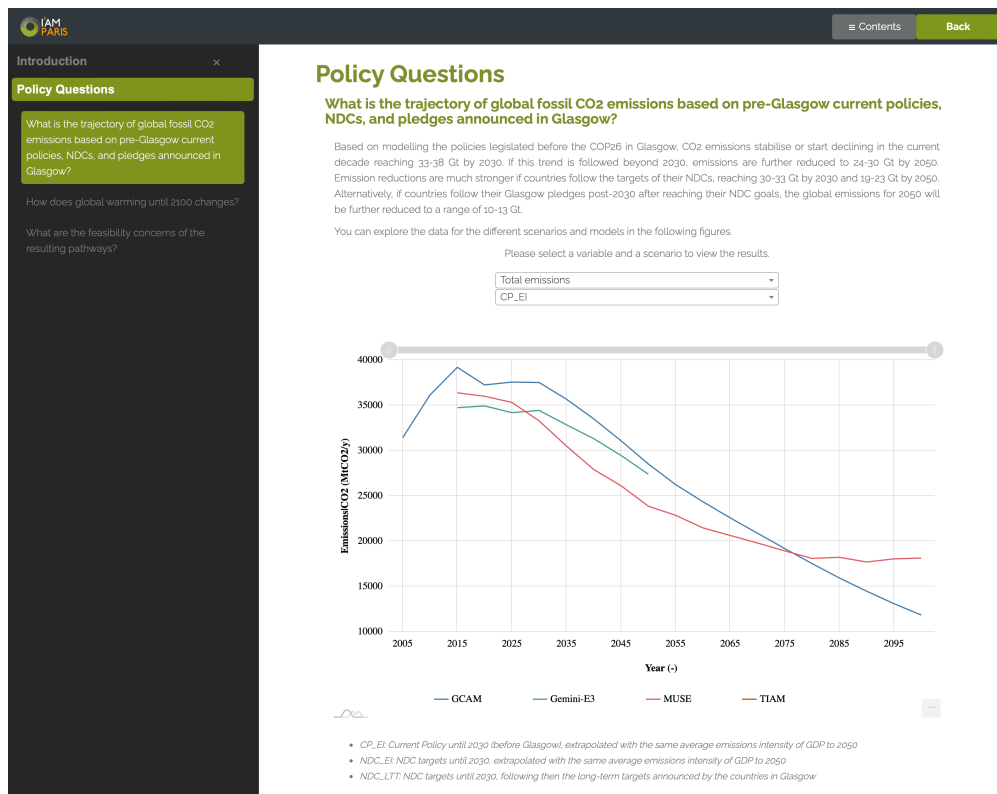 I'AM
PARIS
≡ Contents
Back
Introduction
×
Policy Questions
What is the trajectory of global fossil CO2
emissions based on pre-Glasgow current
policies, NDCs, and pledges announced in
Glasgow?
How does global warming until 2100 changes?
What are the feasibility concerns of the
resulting pathways?
Policy Questions
What is the trajectory of global fossil CO2 emissions based on pre-Glasgow current policies,
NDCs, and pledges announced in Glasgow?
Based on modelling the policies legislated before the COP26 in Glasgow, CO2 emissions stabilise or start declining in the current
decade reaching 33-38 Gt by 2030. If this trend is followed beyond 2030, emissions are further reduced to 24-30 Gt by 2050.
Emission reductions are much stronger if countries follow the targets of their NDCs, reaching 30-33 Gt by 2030 and 19-23 Gt by 2050.
Alternatively, if countries follow their Glasgow pledges post-2030 after reaching their NDC goals, the global emissions for 2050 will
be further reduced to a range of 10-13 Gt.
You can explore the data for the different scenarios and models in the following figures.
Please select a variable and a scenario to view the results.
Total emissions
CP_EI
40000
35000
30000
25000
20000
15000
10000
Emissions|CO2 (MtCO2/y)
2005 2015 2025 2035 2045 2055 2065 2075 2085 2095
Year (-)
GCAM Gemini-E3 MUSE TIAM
• CP_EI: Current Policy until 2030 (before Glasgow), extrapolated with the same average emissions intensity of GDP to 2050
• NDC_EI: NDC targets until 2030, extrapolated with the same average emissions intensity of GDP to 2050
• NDC_LTT: NDC targets until 2030, following then the long-term targets announced by the countries in Glasgow